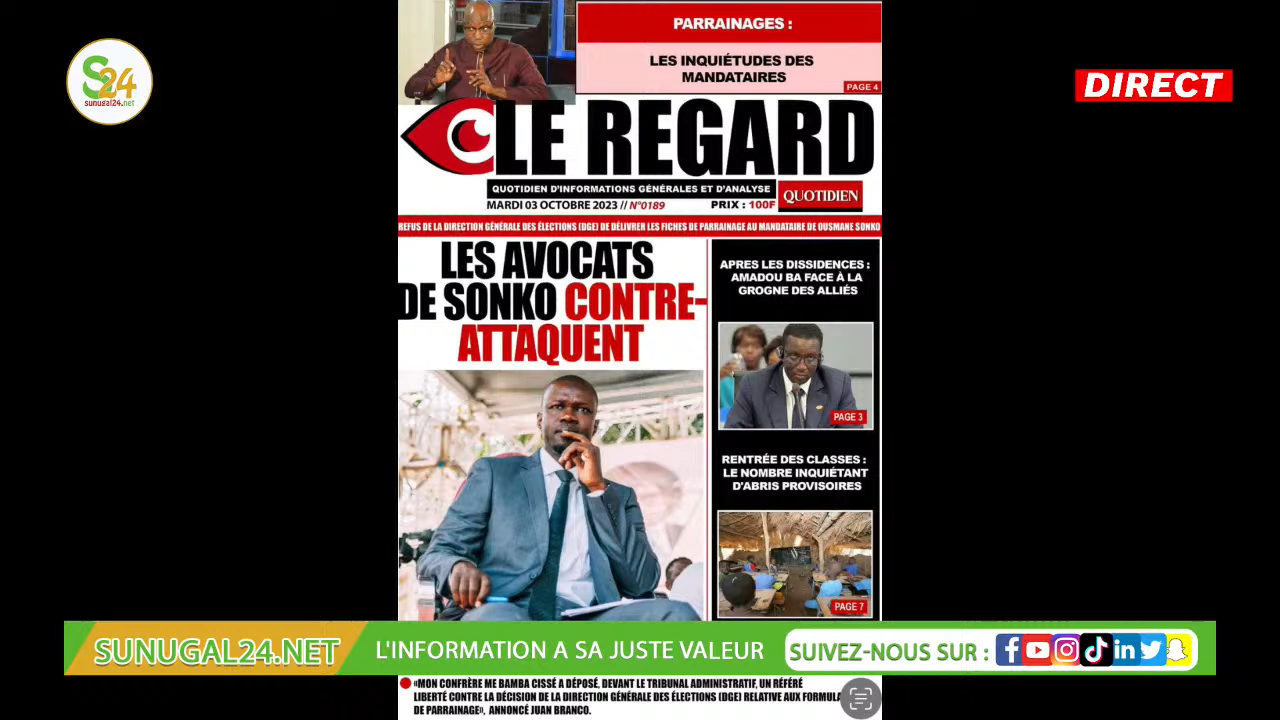 S24
sunugal24.net
DIRECT
PARRAINAGES :
LES INQUIÉTUDES DES
MANDATAIRES
PAGE 4
LE REGARD
QUOTIDIEN D'INFORMATIONS GÉNÉRALES ET D'ANALYSE
QUOTIDIEN
MARDI 03 OCTOBRE 2023 // N°0189 PRIX : 100F
REFUS DE LA DIRECTION GÉNÉRALE DES ÉLECTIONS (DGE) DE DÉLIVRER LES FICHES DE PARRAINAGE AU MANDATAIRE DE OUSMANE SONKO
LES AVOCATS
DE SONKO CONTRE-
ATTAQUENT
APRES LES DISSIDENCES :
AMADOU BA FACE À LA
GROGNE DES ALLIÉS
PAGE 3
RENTRÉE DES CLASSES :
LE NOMBRE INQUIÉTANT
D'ABRIS PROVISOIRES
PAGE 7
SUNUGAL24.NET
L'INFORMATION A SA JUSTE VALEUR
SUIVEZ-NOUS SUR :
«MON CONFRÈRE ME BAMBA CISSÉ A DÉPOSÉ, DEVANT LE TRIBUNAL ADMINISTRATIF, UN RÉFÉRÉ
LIBERTÉ CONTRE LA DÉCISION DE LA DIRECTION GÉNÉRALE DES ÉLECTIONS (DGE) RELATIVE AUX
DE PARRAINAGE», ANNONCÉ JUAN BRANCO.